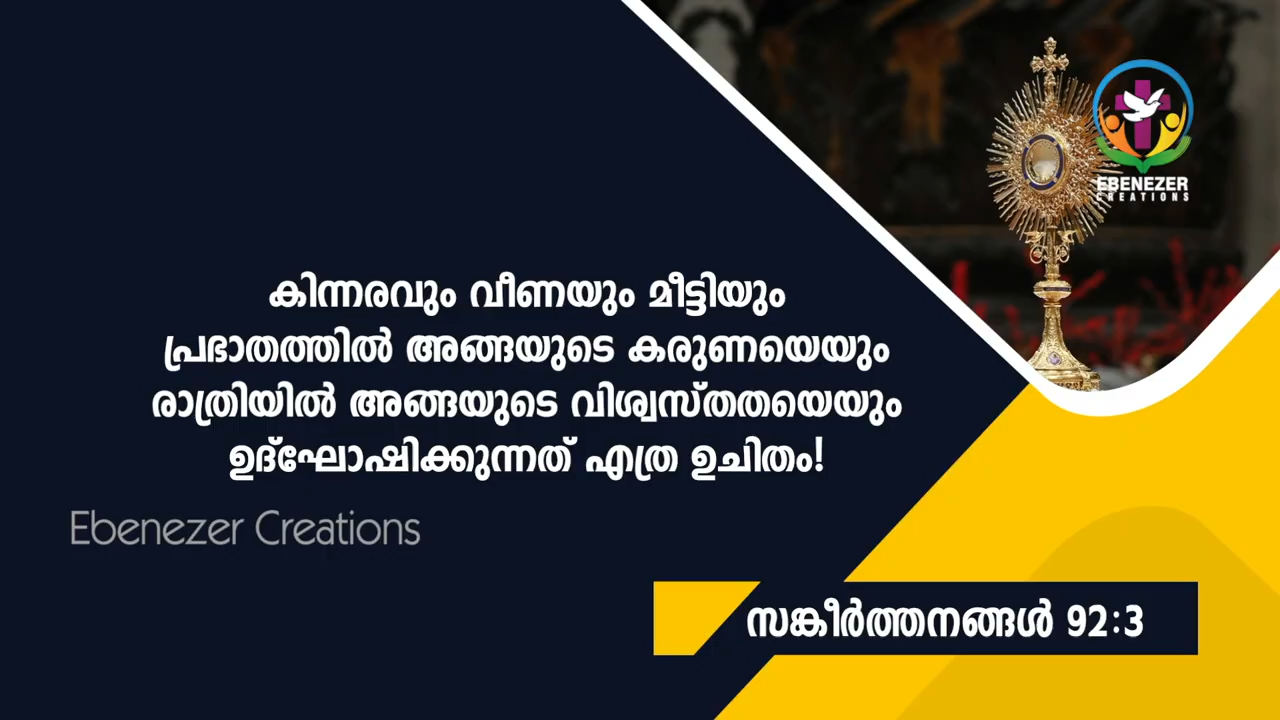 EBENEZER
CREATIONS
കിന്നരവും വീണയും മീട്ടിയും
പ്രഭാതത്തിൽ അങ്ങയുടെ കരുണയെയും
രാത്രിയിൽ അങ്ങയുടെ വിശ്വസ്തതയെയും
ഉദ്ഘോഷിക്കുന്നത് എത്ര ഉചിതം!
Ebenezer Creations
സങ്കീർത്തനങ്ങൾ 92:3